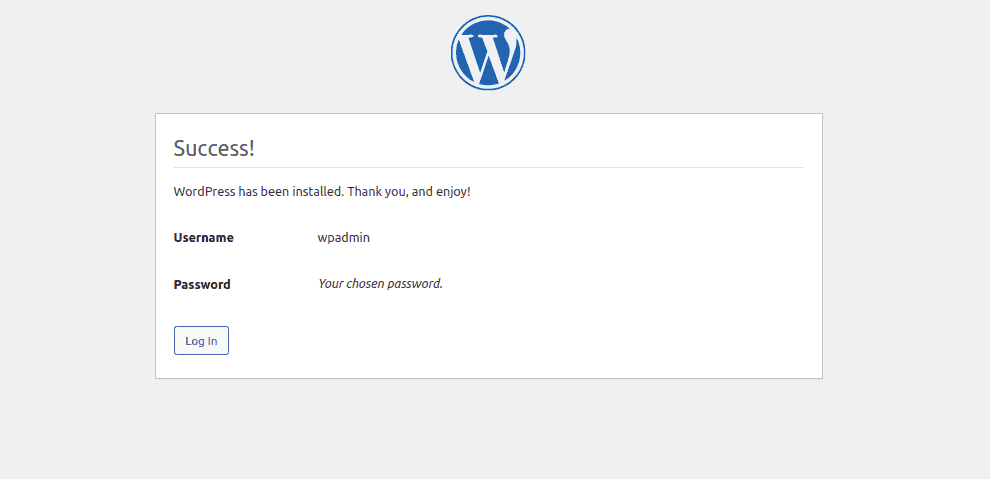 Success!
WordPress has been installed. Thank you, and enjoy!
Username wpadmin
Password Your chosen password.
Log In